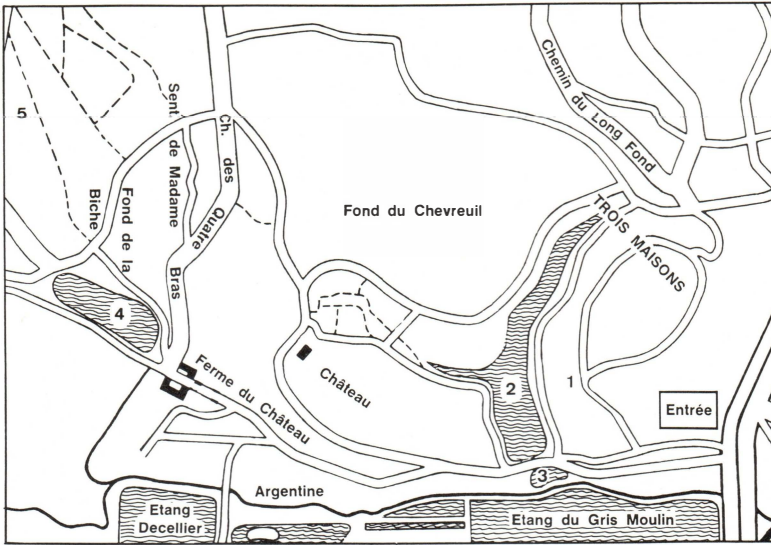 Chemin du Long Fond
5
Sent. de Madame
Ch. des Quatre Bras
Biche
Fond de la
Fond du Chevreuil
TROIS MAISONS
4
Ferme du Château
Château
2
1
Entrée
3
Argentine
Etang
Decellier
Etang du Gris Moulin